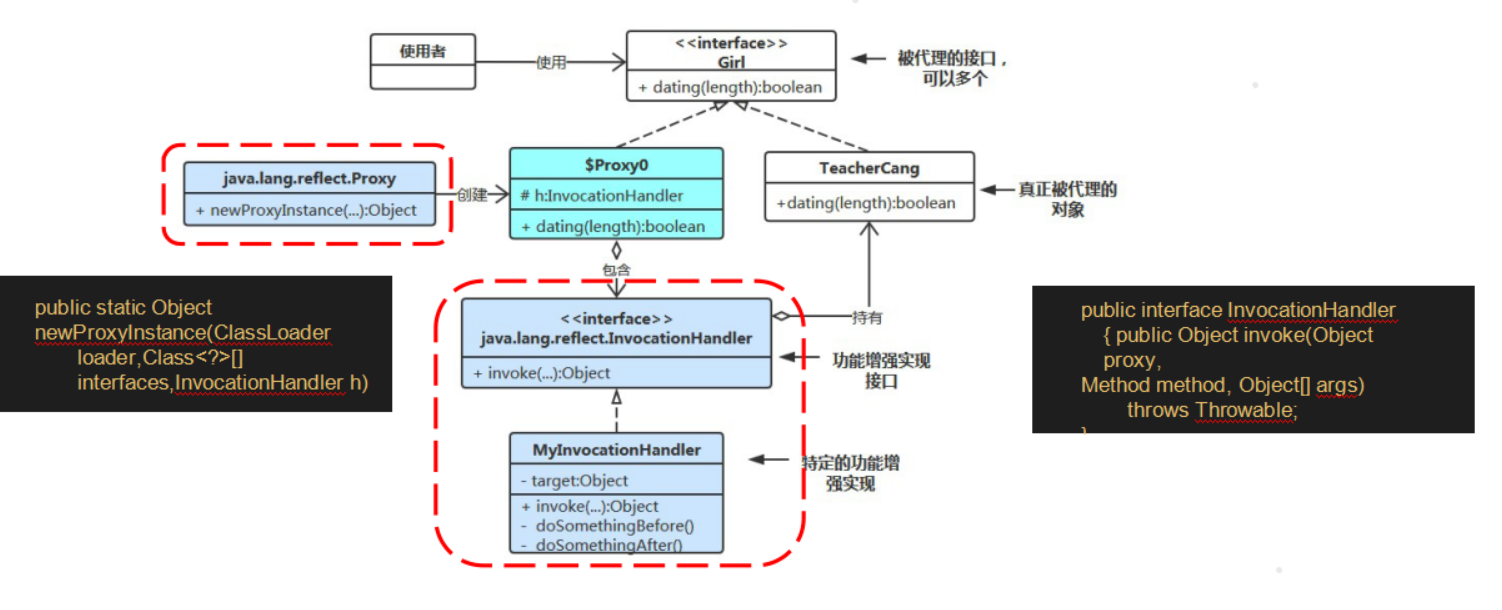 使用者
使用
<<interface>>
Girl
+ dating(length):boolean
被代理的接口，
可以多个
java.lang.reflect.Proxy
+ newProxyInstance(...):Object
创建
$Proxy0
# h:InvocationHandler
+ dating(length):boolean
TeacherCang
+dating(length):boolean
真正被代理的
对象
包含
public static Object
newProxyInstance(ClassLoader
loader,Class<?>[]
interfaces,InvocationHandler h)
<<interface>>
java.lang.reflect.InvocationHandler
+ invoke(...):Object
持有
功能增强实现
接口
public interface InvocationHandler
{ public Object invoke(Object
proxy,
Method method, Object[] args)
throws Throwable;
}
MyInvocationHandler
- target:Object
+ invoke(...):Object
- doSomethingBefore()
- doSomethingAfter()
特定的功能增
强实现